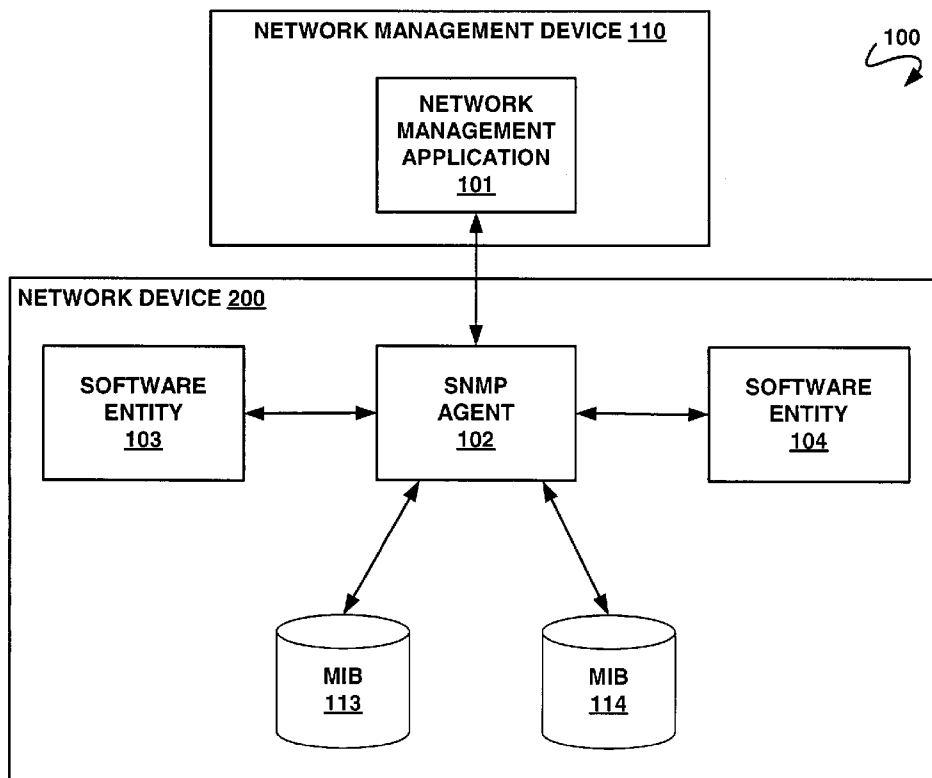 NETWORK MANAGEMENT DEVICE 110
100
NETWORK
MANAGEMENT
APPLICATION
101
NETWORK DEVICE 200
SOFTWARE
ENTITY
103
SNMP
AGENT
102
SOFTWARE
ENTITY
104
MIB
113
MIB
114